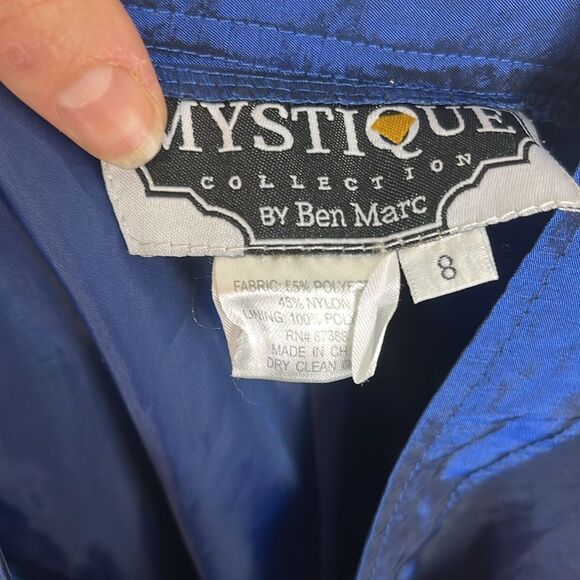 MYSTIQUE
COLLECTION
BY Ben Marc
8
FABRIC: 55% POLYEST
45% NYLON
LINING: 100% POL
RN# 87388
MADE IN CH
DRY CLEAN O